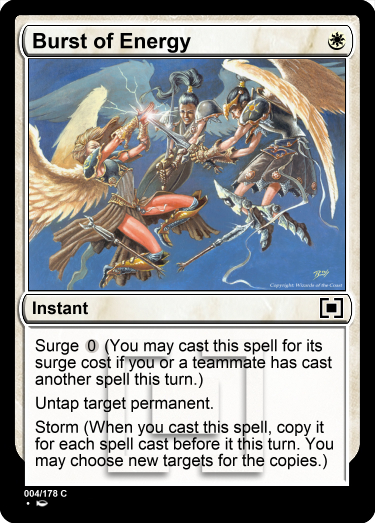 Burst of Energy
Copyright Wizards of the Coast
Instant
Surge 0 (You may cast this spell for its
surge cost if you or a teammate has cast
another spell this turn.)
Untap target permanent.
Storm (When you cast this spell, copy it
for each spell cast before it this turn. You
may choose new targets for the copies.)
004/178 C